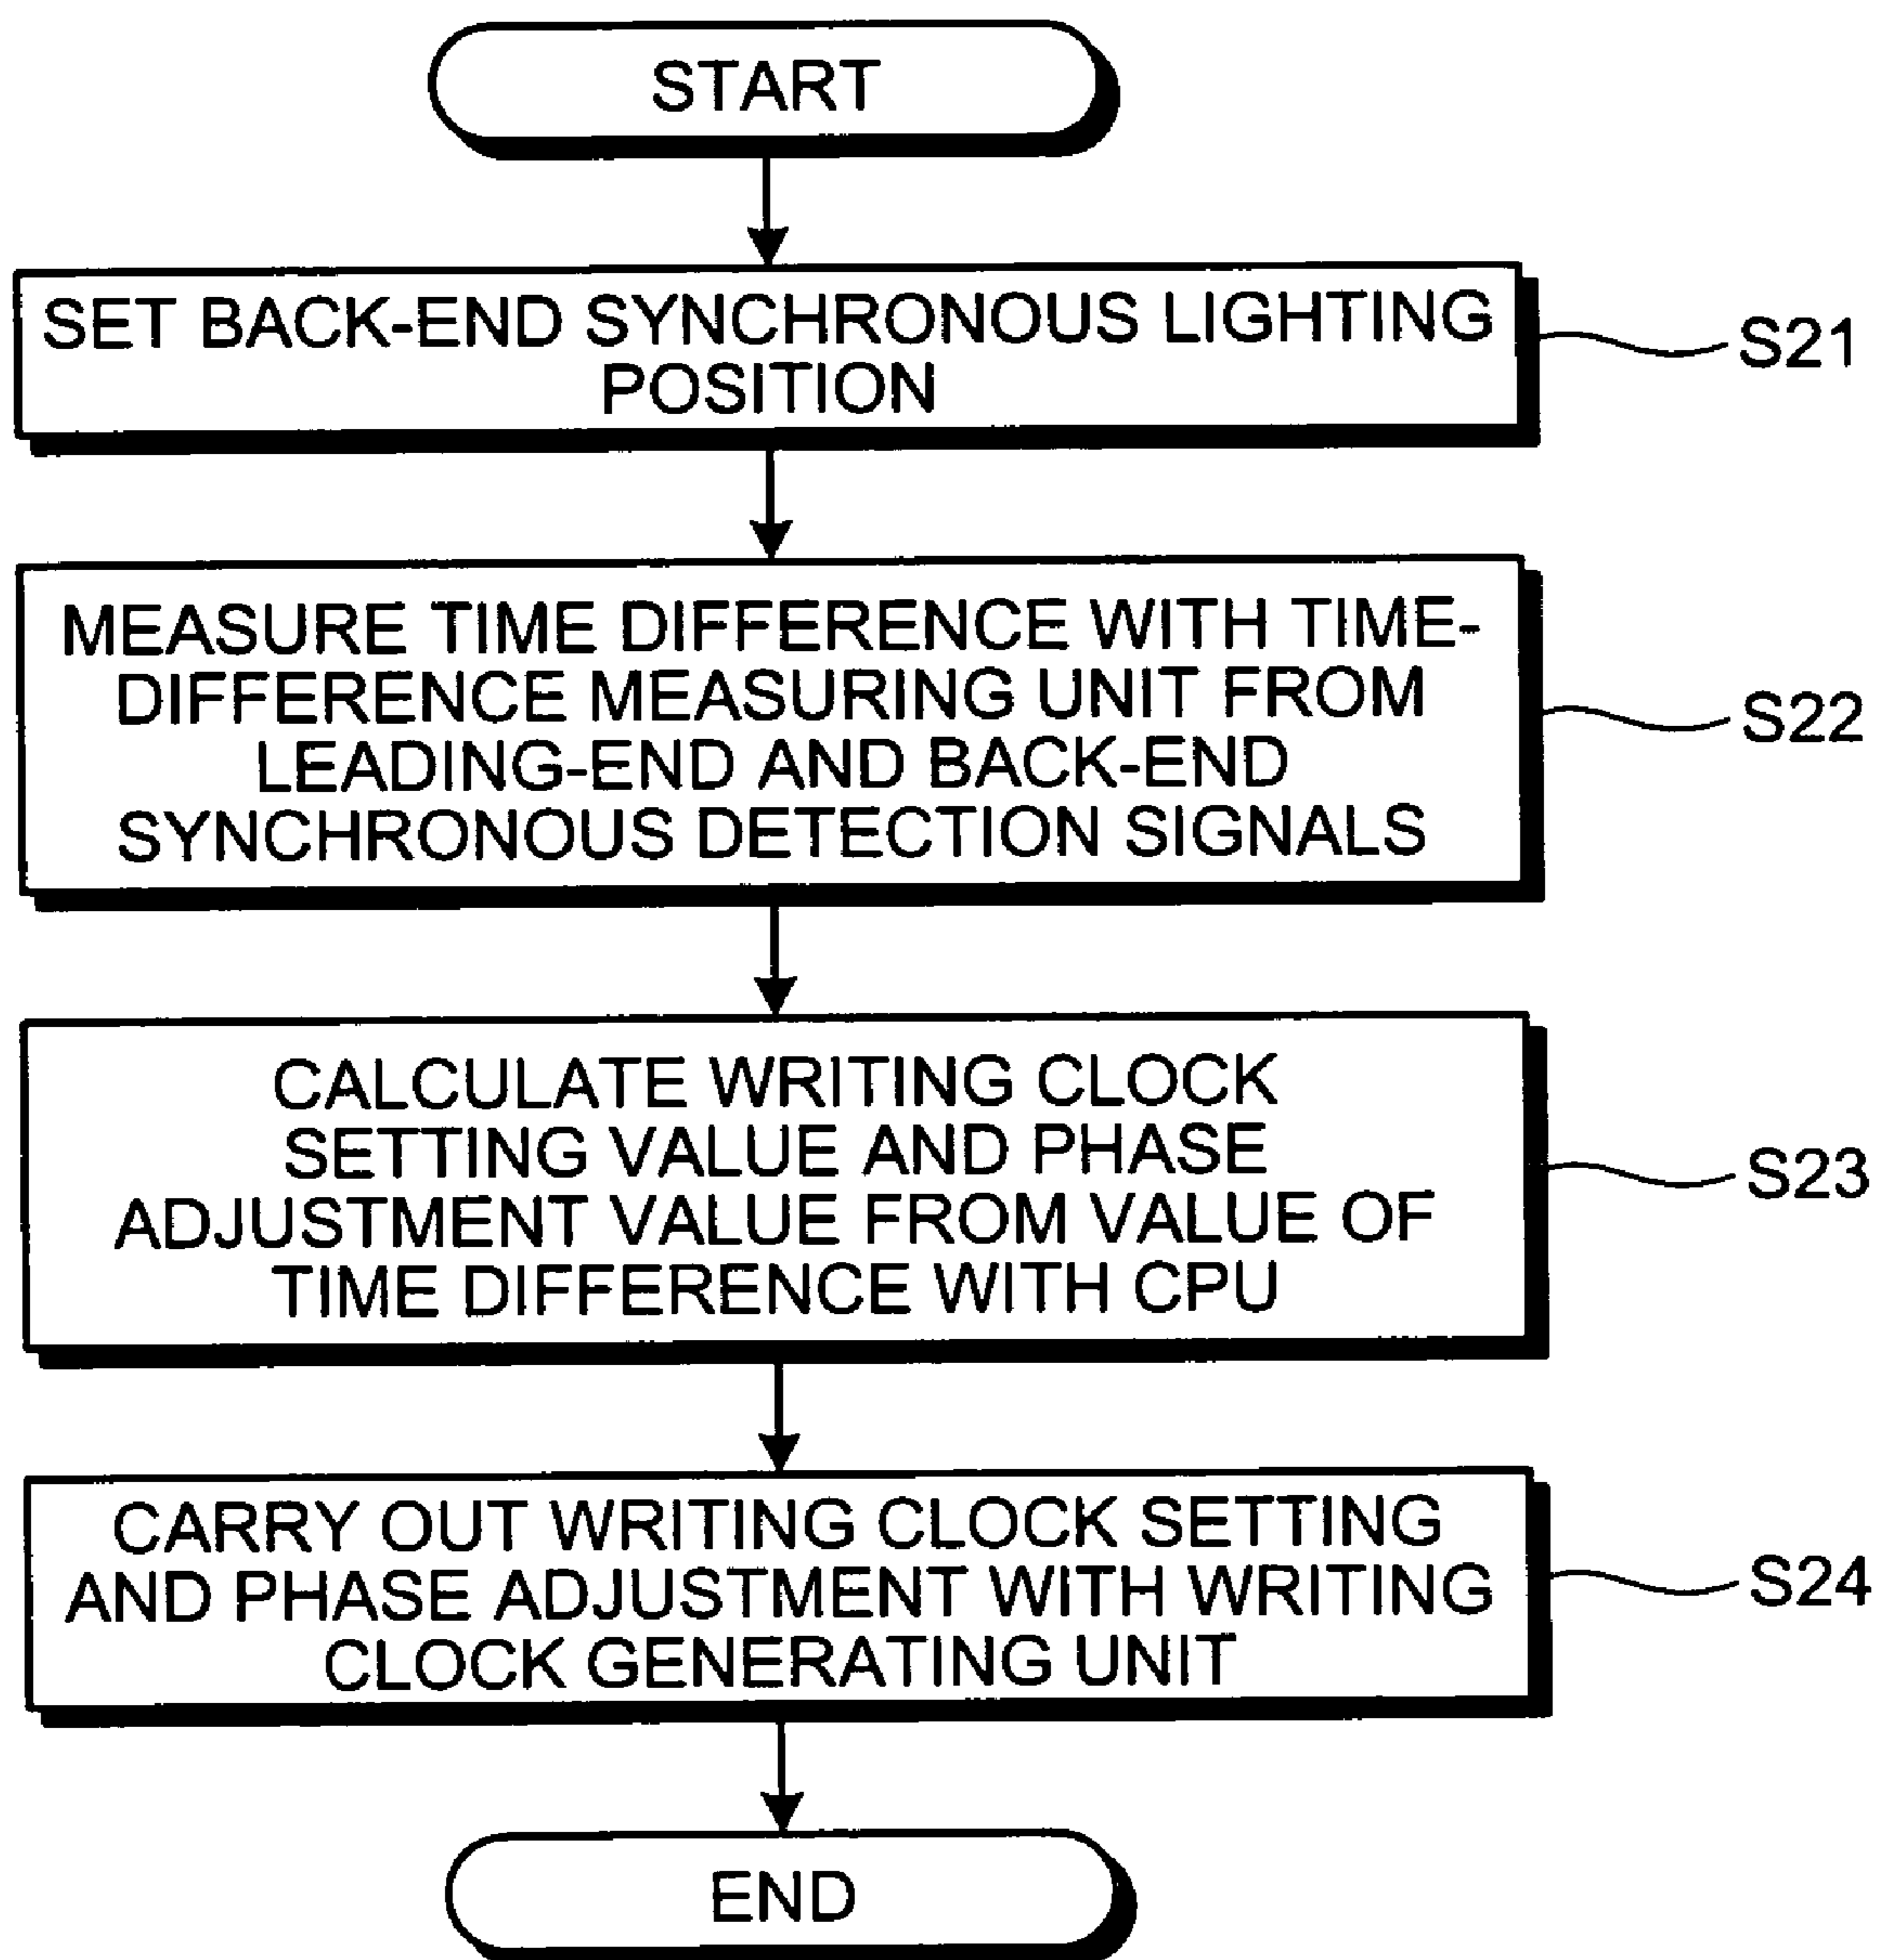 START
SET BACK-END SYNCHRONOUS LIGHTING
POSITION
S21
MEASURE TIME DIFFERENCE WITH TIME-
DIFFERENCE MEASURING UNIT FROM
LEADING-END AND BACK-END
SYNCHRONOUS DETECTION SIGNALS
S22
CALCULATE WRITING CLOCK
SETTING VALUE AND PHASE
ADJUSTMENT VALUE FROM VALUE OF
TIME DIFFERENCE WITH CPU
S23
CARRY OUT WRITING CLOCK SETTING
AND PHASE ADJUSTMENT WITH WRITING
CLOCK GENERATING UNIT
S24
END